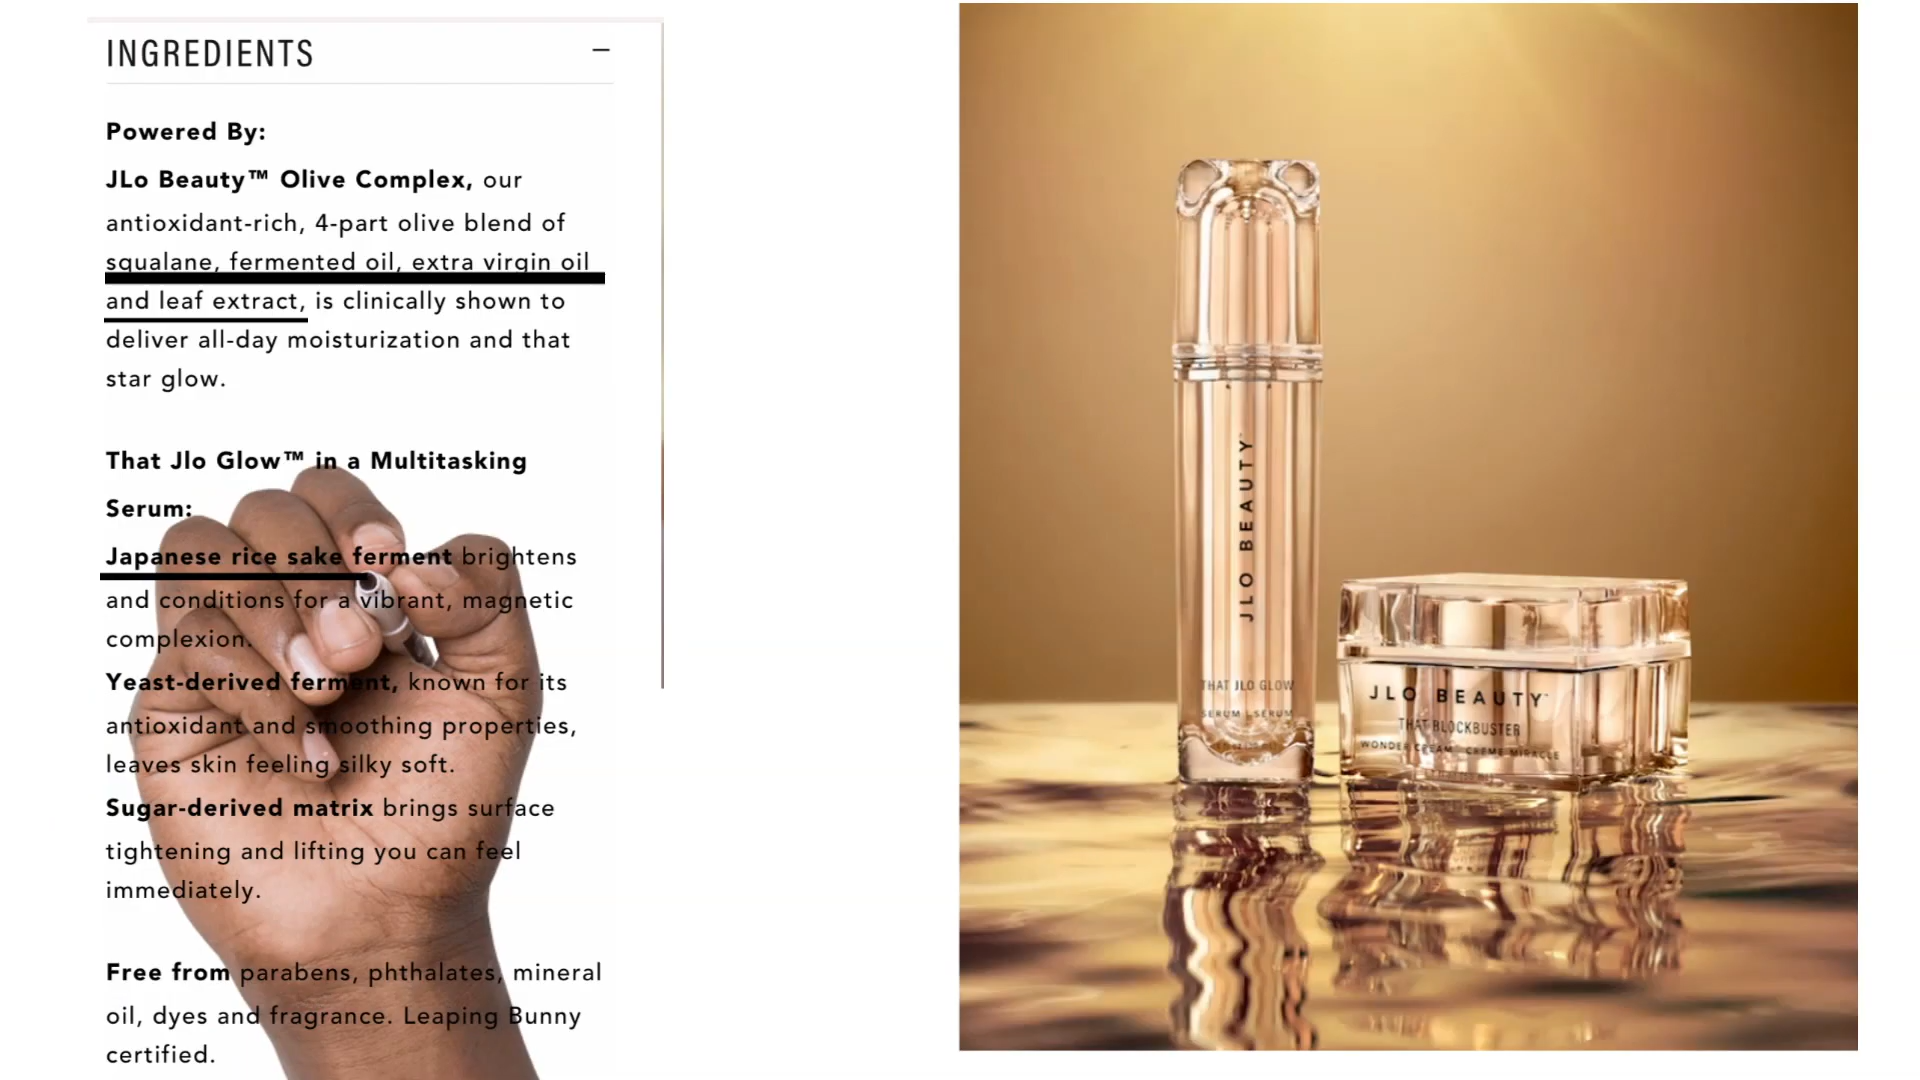 INGREDIENTS
Powered By:
JLo Beauty™ Olive Complex, our
antioxidant-rich, 4-part olive blend of
squalane, fermented oil, extra virgin oil
and leaf extract, is clinically shown to
deliver all-day moisturization and that
star glow.
That Jlo Glow™ in a Multitasking
Serum:
Japanese rice sake ferment brightens
and conditions for a vibrant, magnetic
complexion.
Yeast-derived ferment, known for its
antioxidant and smoothing properties,
leaves skin feeling silky soft.
Sugar-derived matrix brings surface
tightening and lifting you can feel
immediately.
Free from parabens, phthalates, mineral
oil, dyes and fragrance. Leaping Bunny
certified.
JLO BEAUTY
THAT JLO GLOW
SERUM | SERUM
JLO BEAUTY™
THAT BLOCKBUSTER
WONDER CREAM | CRÈME MIRACLE